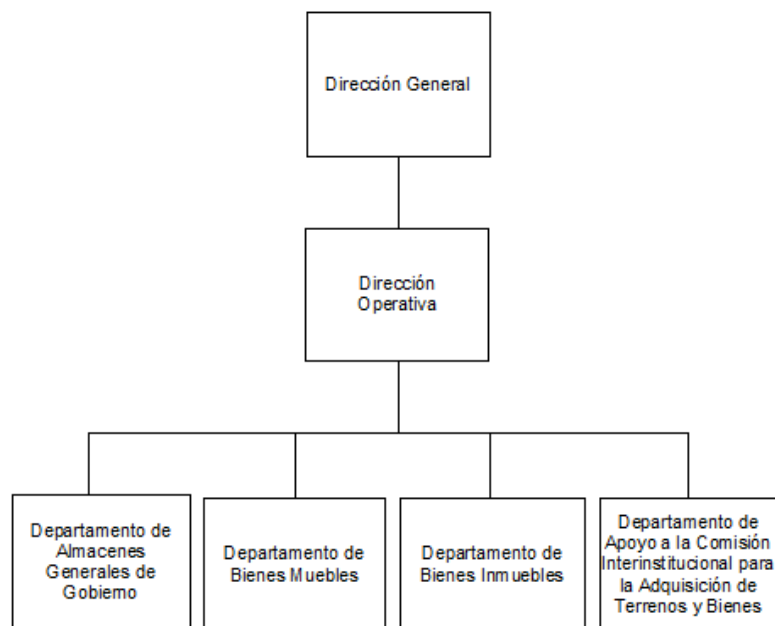 Dirección General
Dirección
Operativa
Departamento de
Almacenes
Generales de
Gobierno
Departamento de
Bienes Muebles
Departamento de
Bienes Inmuebles
Departamento de
Apoyo a la Comisión
Interinstitucional para
la Adquisición de
Terrenos y Bienes